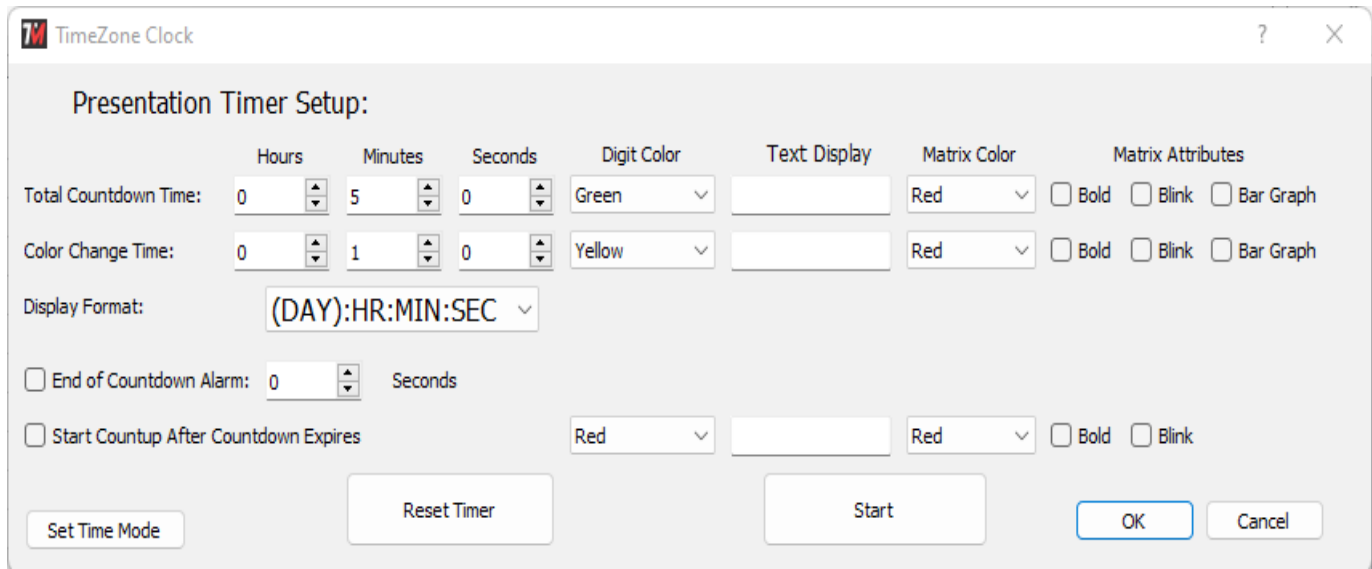 TimeZone Clock
Presentation Timer Setup:
Hours Minutes Seconds Digit Color Text Display Matrix Color Matrix Attributes
Total Countdown Time: 0 5 0 Green Red Bold Blink Bar Graph
Color Change Time: 0 1 0 Yellow Red Bold Blink Bar Graph
Display Format: (DAY):HR:MIN:SEC
End of Countdown Alarm: 0 Seconds
Start Countup After Countdown Expires Red Red Bold Blink
Set Time Mode Reset Timer Start OK Cancel